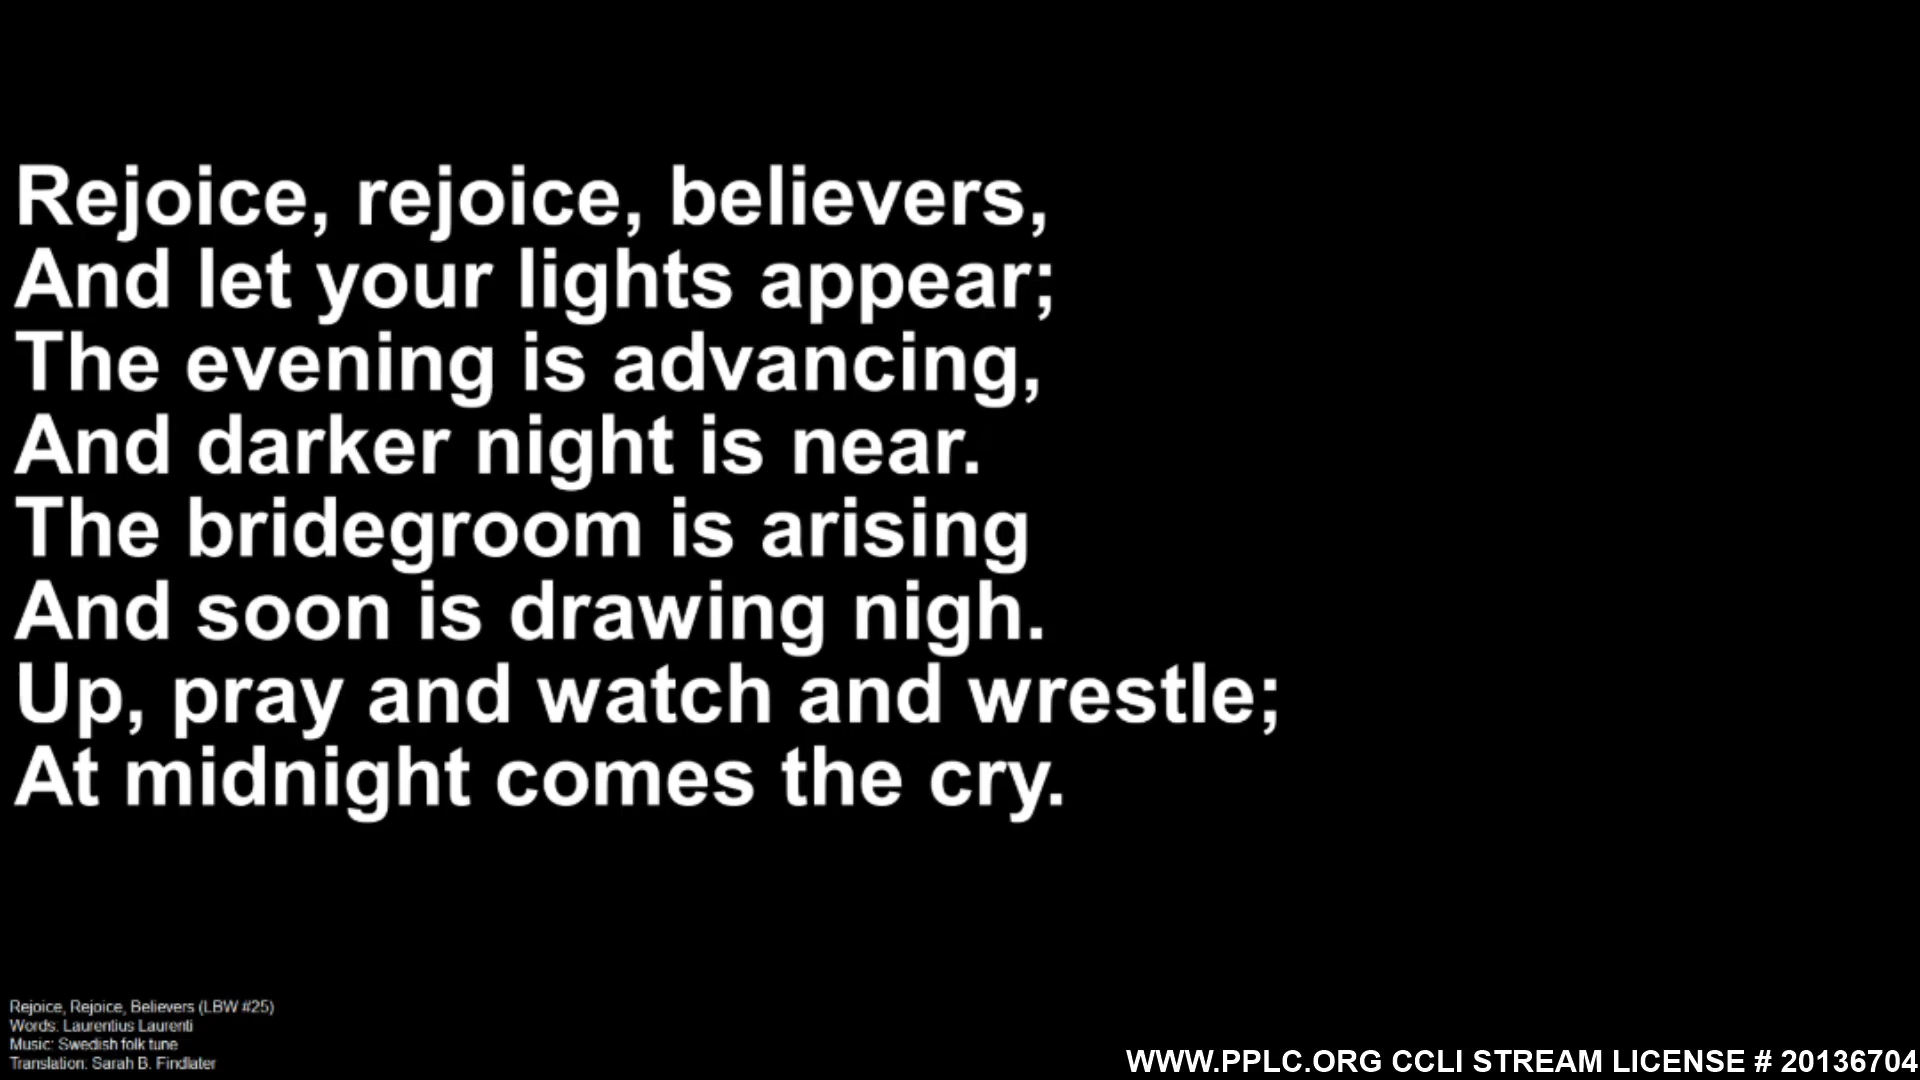 Rejoice, rejoice, believers,
And let your lights appear;
The evening is advancing,
And darker night is near.
The bridegroom is arising
And soon is drawing nigh.
Up, pray and watch and wrestle;
At midnight comes the cry.
Rejoice, Rejoice, Believers (LBW #25)
Words: Laurentius Laurenti
Music: Swedish folk tune
Translation: Sarah B. Findlater
WWW.PPLC.ORG CCLI STREAM LICENSE # 20136704